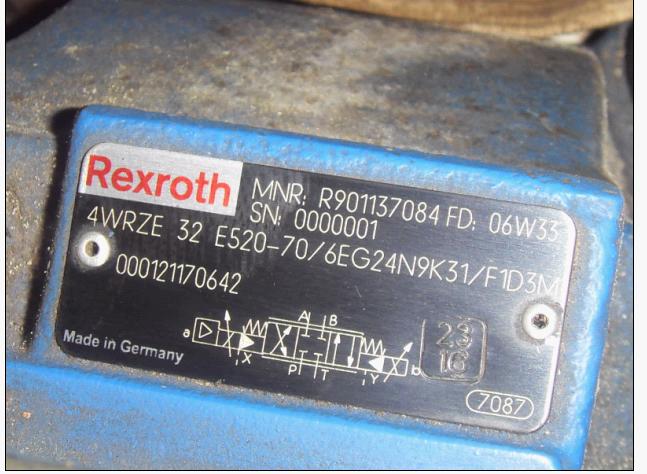 Rexroth
MNR: R901137084 FD: 06W33
SN: 0000001
4WRZE 32 E520-70/6EG24N9K31/F1D3M
000121170642
A B
a b
X P T Y
23
16
Made in Germany
7087